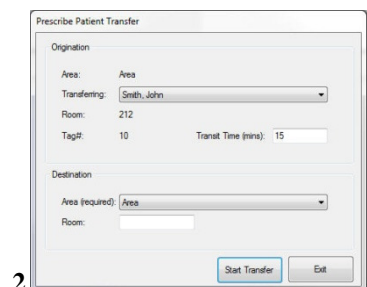 Prescribe Patient Transfer
Origination
Area: Area
Transferring: Smith, John
Room: 212
Tag#: 10 Transit Time (mins): 15
Destination
Area (required): Area
Room:
Start Transfer Exit
2